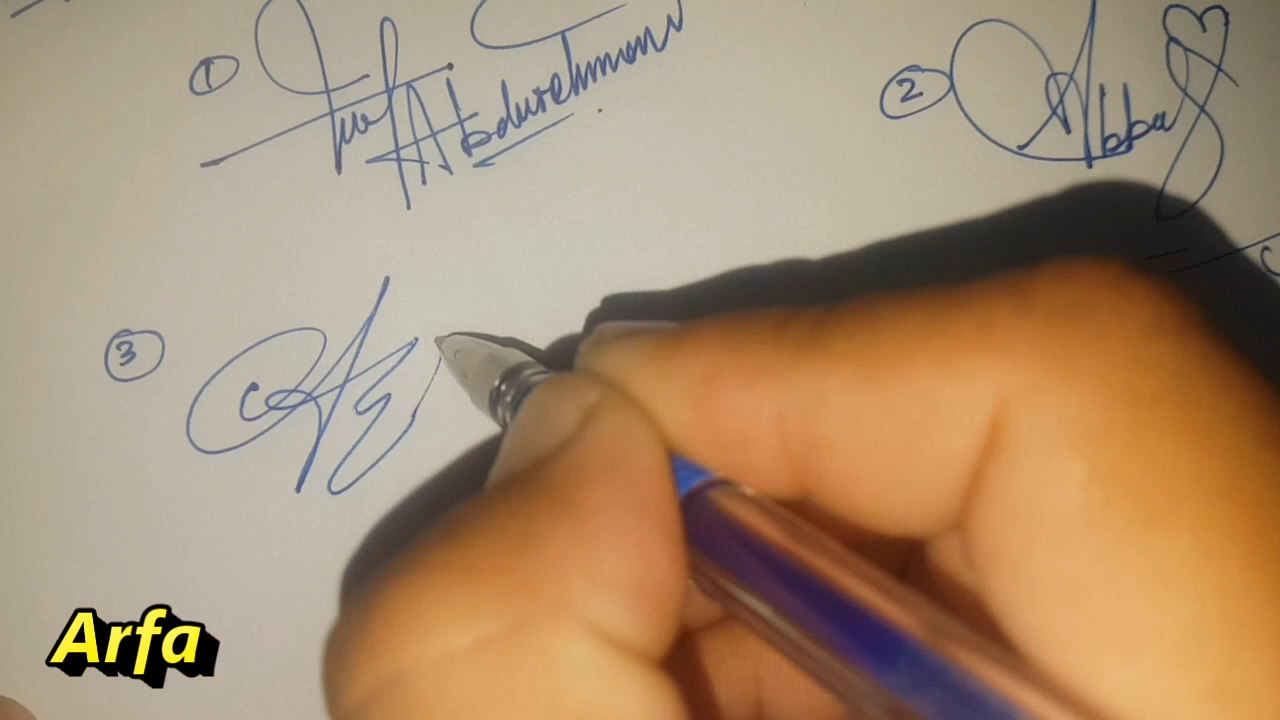 ①
Abdurehman
② Abbas
③
Arfa